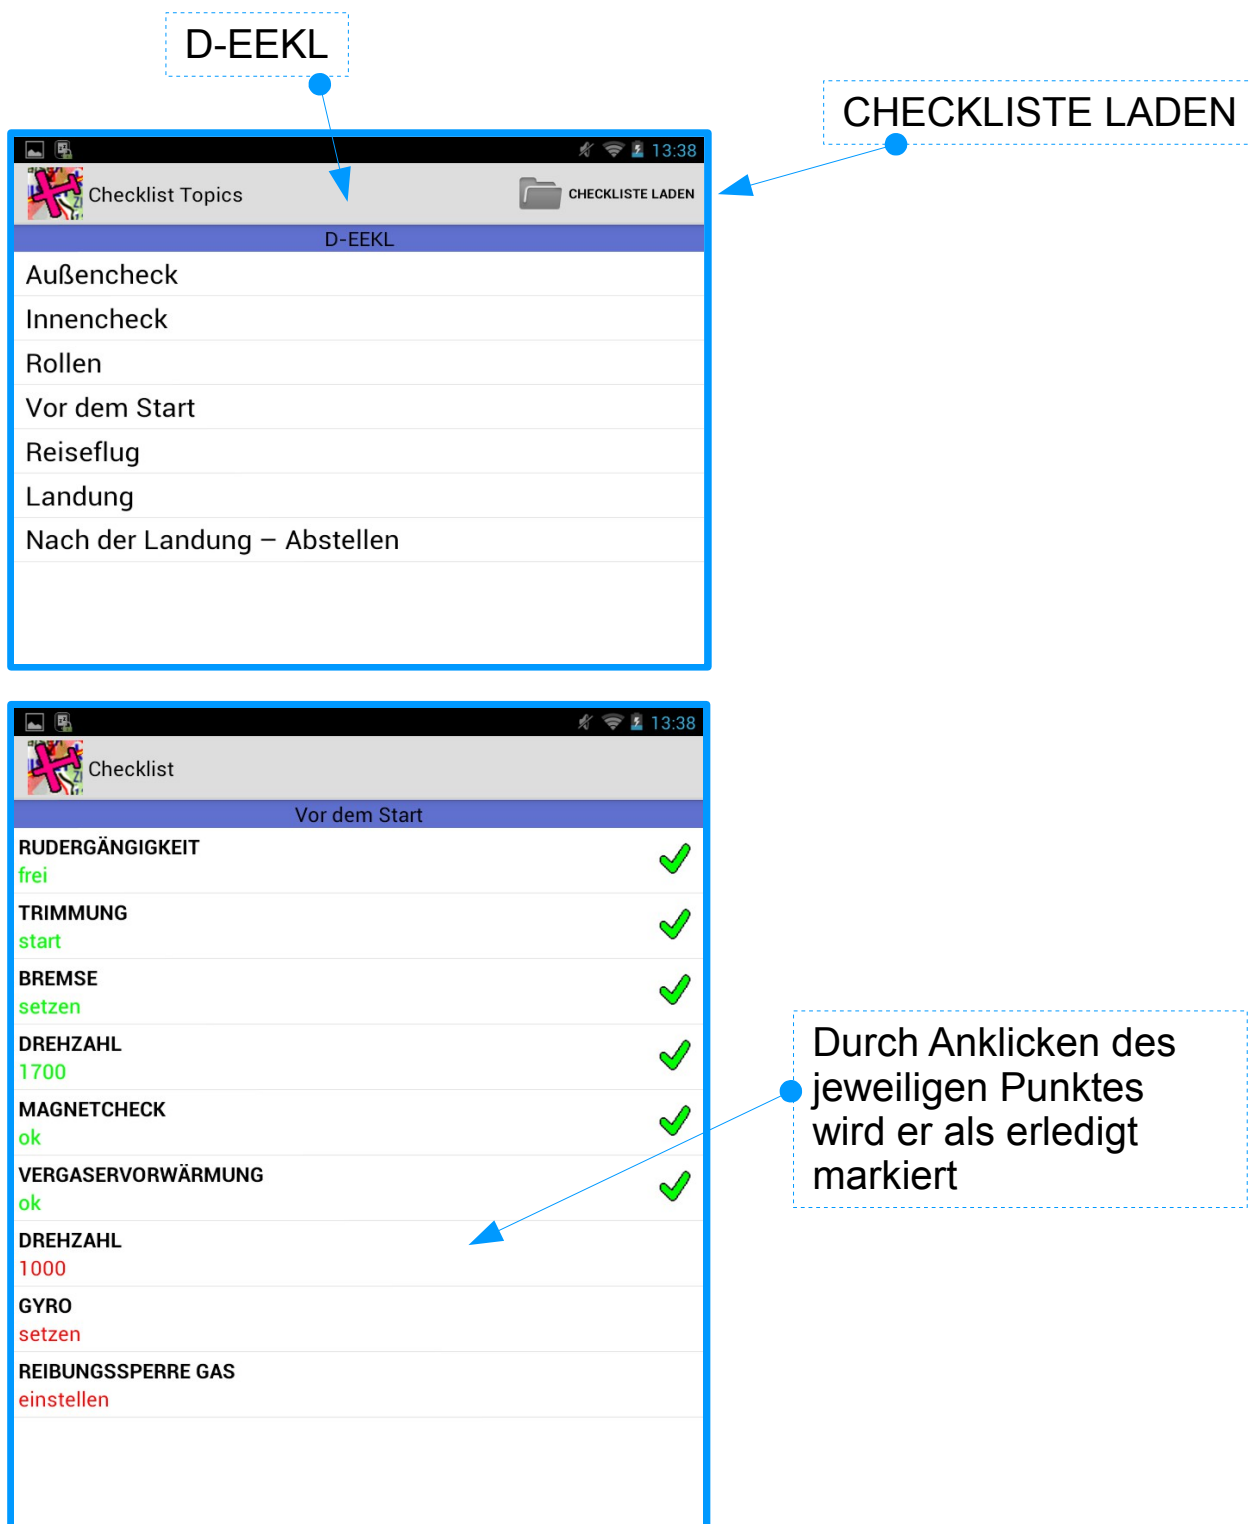 D-EEKL
CHECKLISTE LADEN
13:38
Checklist Topics
CHECKLISTE LADEN
D-EEKL
Außencheck
Innencheck
Rollen
Vor dem Start
Reiseflug
Landung
Nach der Landung – Abstellen
13:38
Checklist
Vor dem Start
RUDERGÄNGIGKEIT
frei
TRIMMUNG
start
BREMSE
setzen
DREHZAHL
1700
MAGNETCHECK
ok
VERGASERVORWÄRMUNG
ok
DREHZAHL
1000
GYRO
setzen
REIBUNGSSPERRE GAS
einstellen
Durch Anklicken des
jeweiligen Punktes
wird er als erledigt
markiert